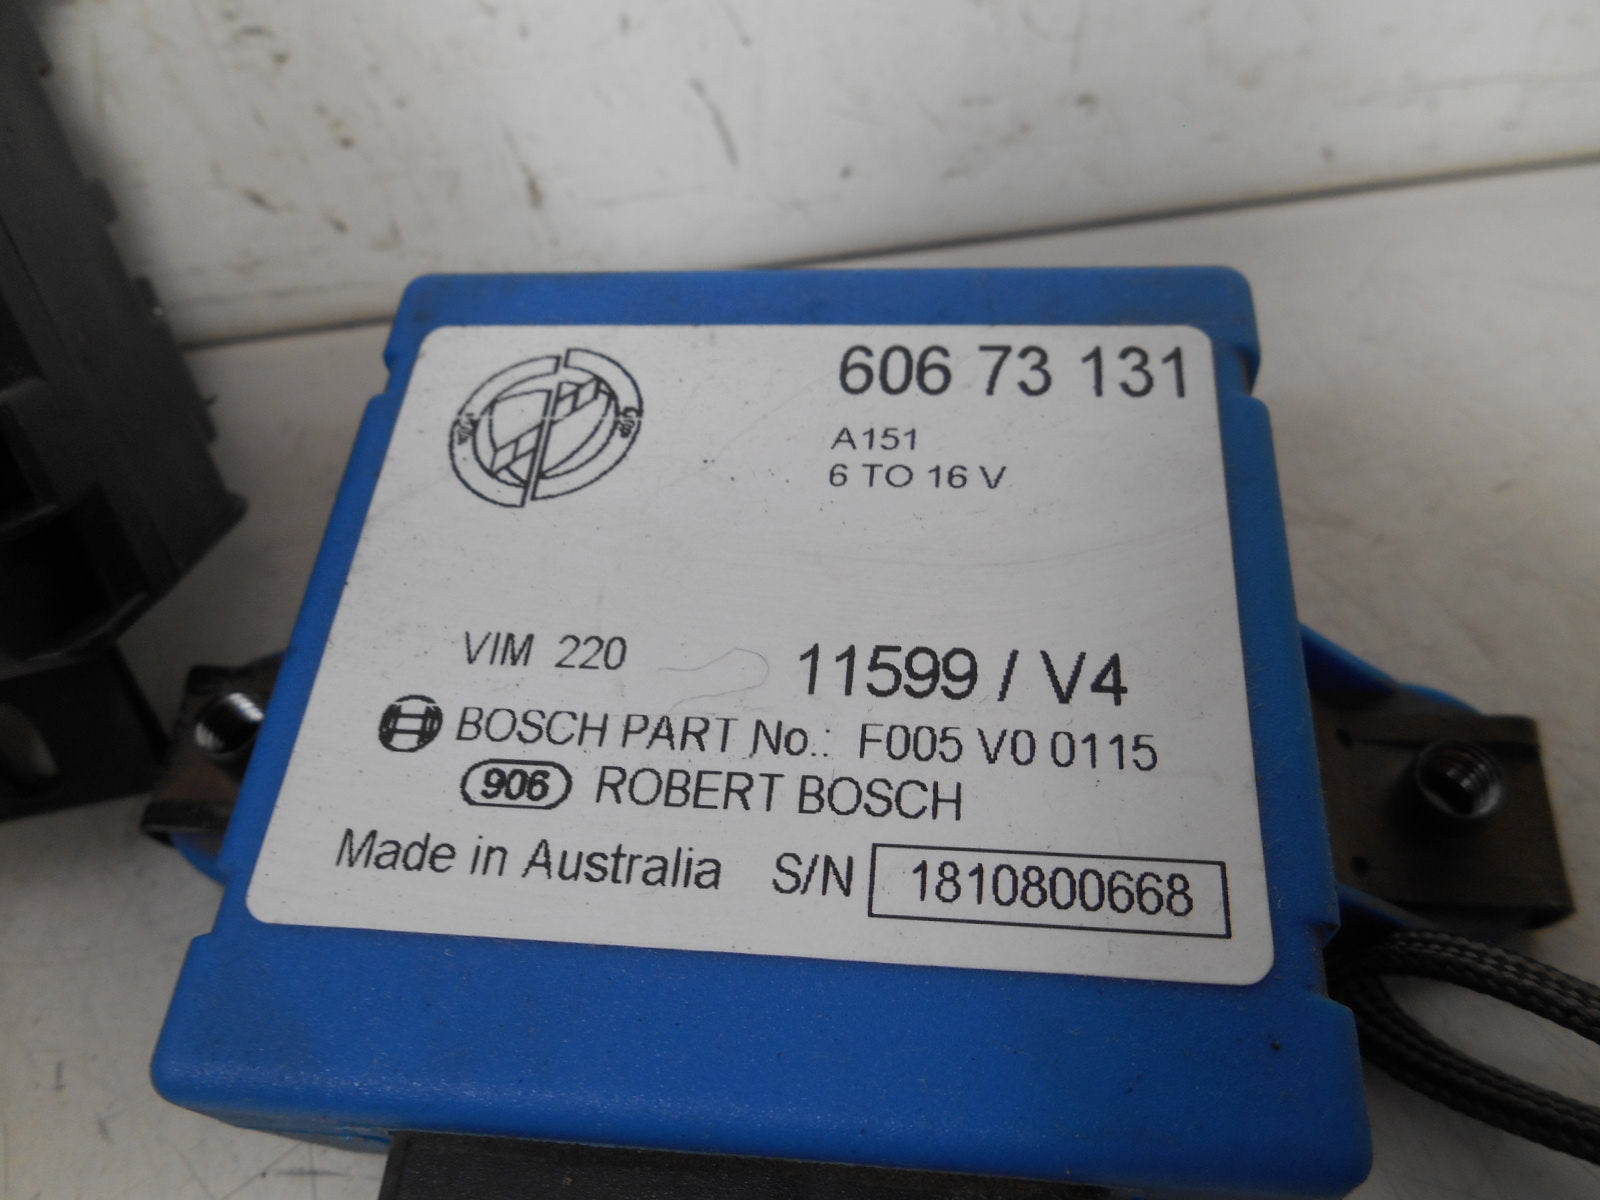 606 73 131
A151
6 TO 16 V
VIM 220 11599 / V4
BOSCH PART No.: F005 V0 0115
906 ROBERT BOSCH
Made in Australia S/N 1810800668